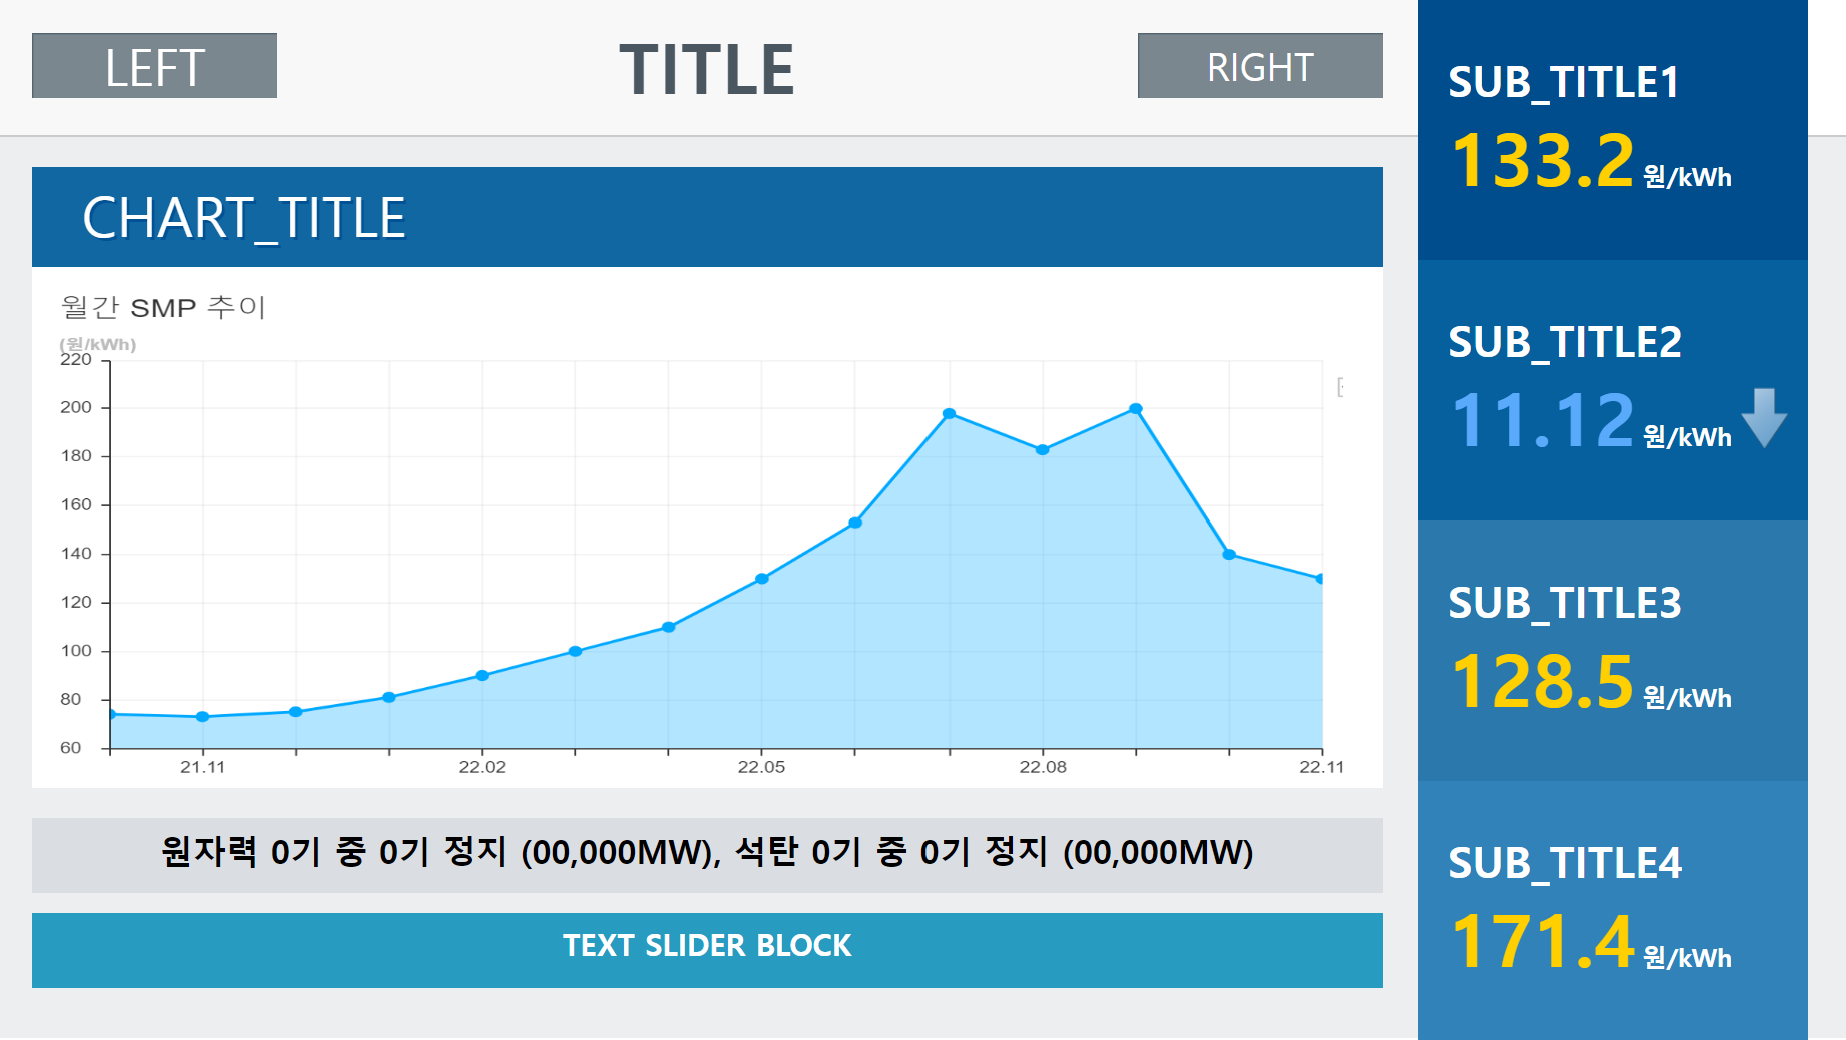 LEFT
TITLE
RIGHT
CHART_TITLE
월간 SMP 추이
(원/kWh)
220
200
180
160
140
120
100
80
60
21.11
22.02
22.05
22.08
22.11
원자력 0기 중 0기 정지 (00,000MW), 석탄 0기 중 0기 정지 (00,000MW)
TEXT SLIDER BLOCK
SUB_TITLE1
133.2 원/kWh
SUB_TITLE2
11.12 원/kWh
SUB_TITLE3
128.5 원/kWh
SUB_TITLE4
171.4 원/kWh